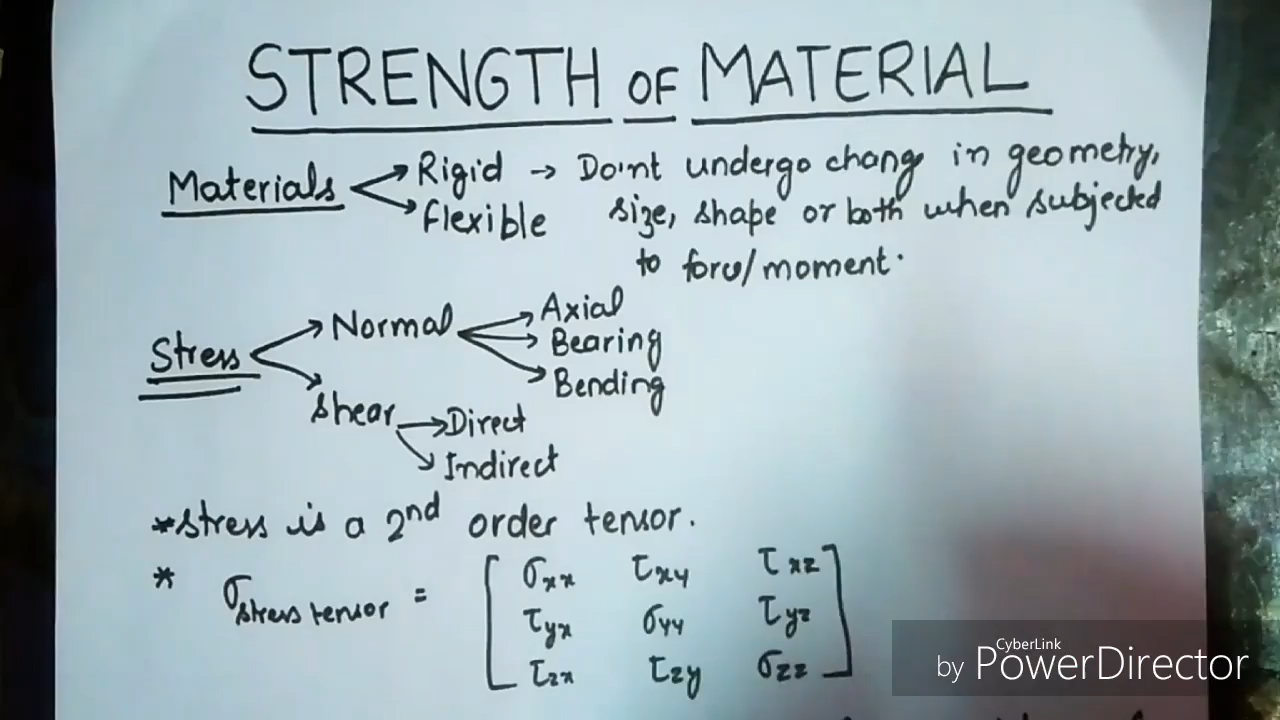 STRENGTH OF MATERIAL
Materials
Rigid → Do'nt undergo chang in geometry,
Flexible size, shape or both when subjected
to force/moment.
Axial
Normal
Bearing
Stress
Bending
Shear
Direct
Indirect
*stress is a 2nd order tensor.
* σstress tensor = [ σxx τxy τxz
τyx σyy τyz
τzx τzy σzz ]
CyberLink
by PowerDirector